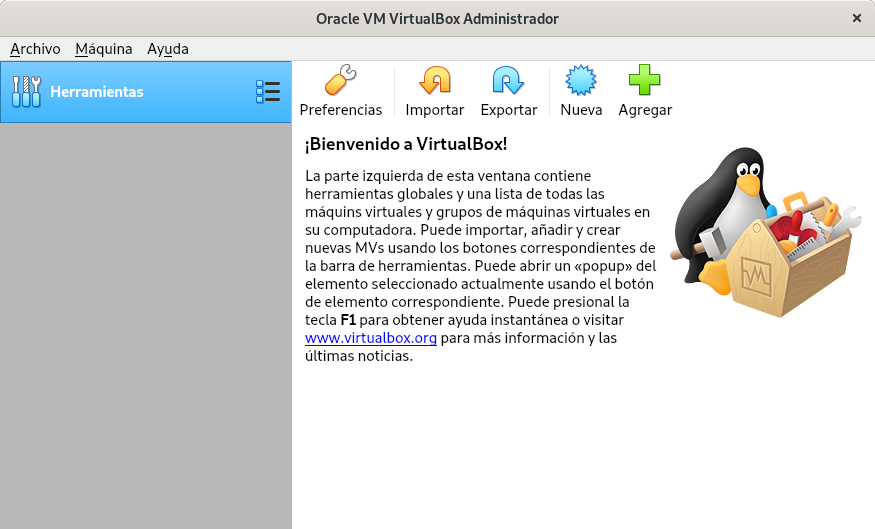 Oracle VM VirtualBox Administrador
Archivo Máquina Ayuda
Herramientas
Preferencias Importar Exportar Nueva Agregar
¡Bienvenido a VirtualBox!
La parte izquierda de esta ventana contiene
herramientas globales y una lista de todas las
máquins virtuales y grupos de máquinas virtuales en
su computadora. Puede importar, añadir y crear
nuevas MVs usando los botones correspondientes de
la barra de herramientas. Puede abrir un «popup» del
elemento seleccionado actualmente usando el botón
de elemento correspondiente. Puede presional la
tecla F1 para obtener ayuda instantánea o visitar
www.virtualbox.org para más información y las
últimas noticias.